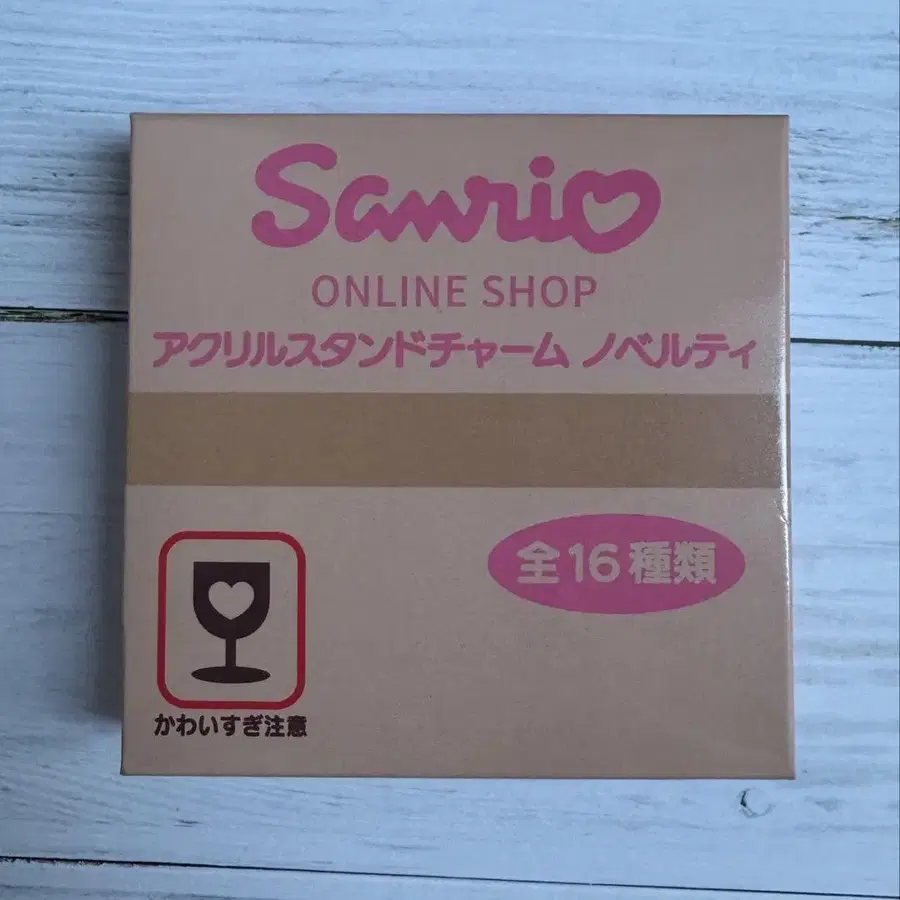 Sanrio
ONLINE SHOP
アクリルスタンドチャーム ノベルティ
全16種類
かわいすぎ注意